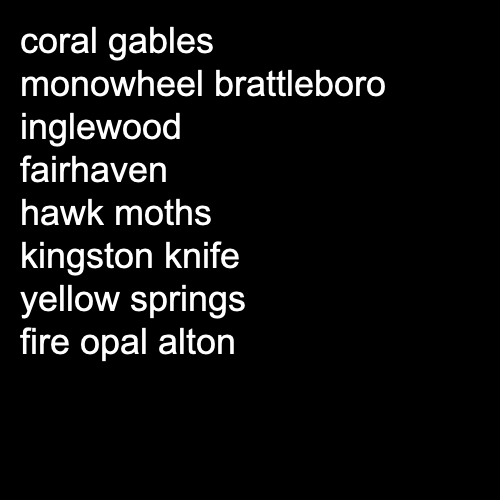 coral gables
monowheel brattleboro
inglewood
fairhaven
hawk moths
kingston knife
yellow springs
fire opal alton